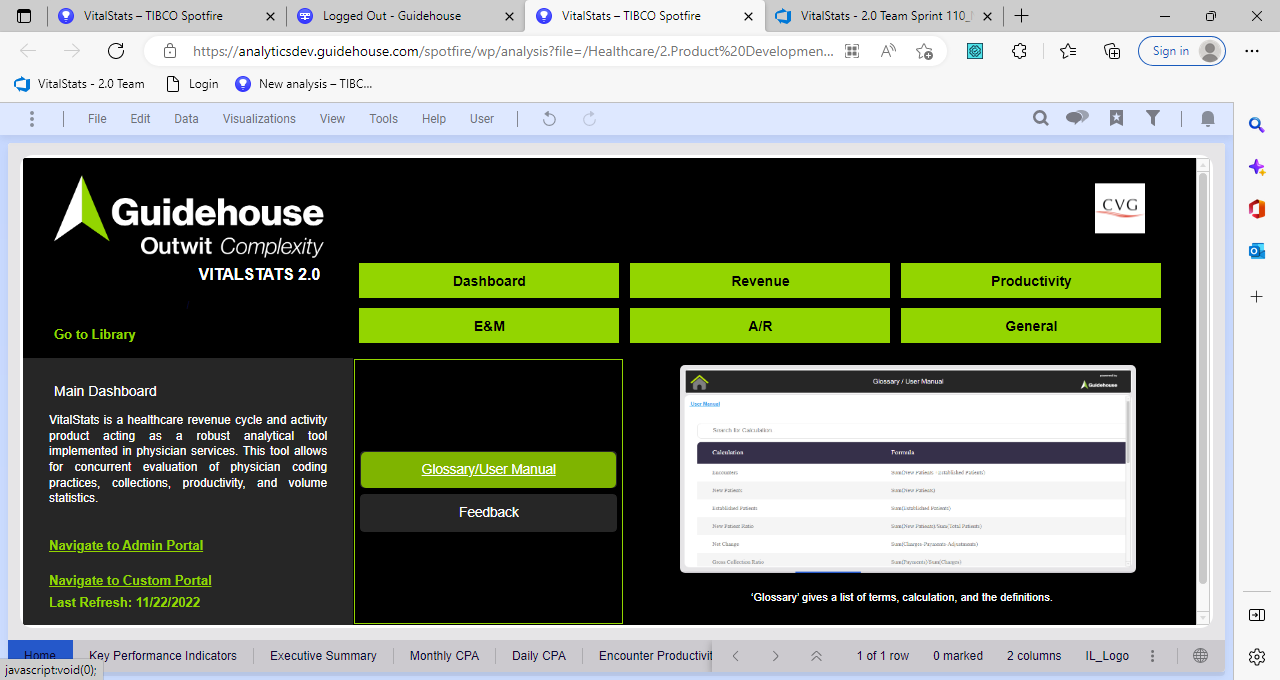 VitalStats – TIBCO Spotfire
Logged Out - Guidehouse
VitalStats – TIBCO Spotfire
VitalStats - 2.0 Team Sprint 110_
https://analyticsdev.guidehouse.com/spotfire/wp/analysis?file=/Healthcare/2.Product%20Developmen...
Sign in
VitalStats - 2.0 Team
Login
New analysis – TIBC...
File Edit Data Visualizations View Tools Help User
Guidehouse
Outwit Complexity
VITALSTATS 2.0
CVG
Dashboard
Revenue
Productivity
E&M
A/R
General
Go to Library
Main Dashboard
VitalStats is a healthcare revenue cycle and activity
product acting as a robust analytical tool
implemented in physician services. This tool allows
for concurrent evaluation of physician coding
practices, collections, productivity, and volume
statistics.
Navigate to Admin Portal
Navigate to Custom Portal
Last Refresh: 11/22/2022
Glossary/User Manual
Feedback
Glossary / User Manual
powered by
Guidehouse
User Manual
Search for Calculation
Calculation Formula
Encounters Sum(New Patients + Established Patients)
New Patients Sum(New Patients)
Established Patients Sum(Established Patients)
New Patient Ratio Sum(New Patients)/Sum(Total Patients)
Net Charge Sum(Charges-Payments-Adjustments)
Gross Collection Ratio Sum(Payments)/Sum(Charges)
‘Glossary’ gives a list of terms, calculation, and the definitions.
Home
Key Performance Indicators
Executive Summary
Monthly CPA
Daily CPA
Encounter Productivit
1 of 1 row
0 marked
2 columns
IL_Logo
javascript:void(0);